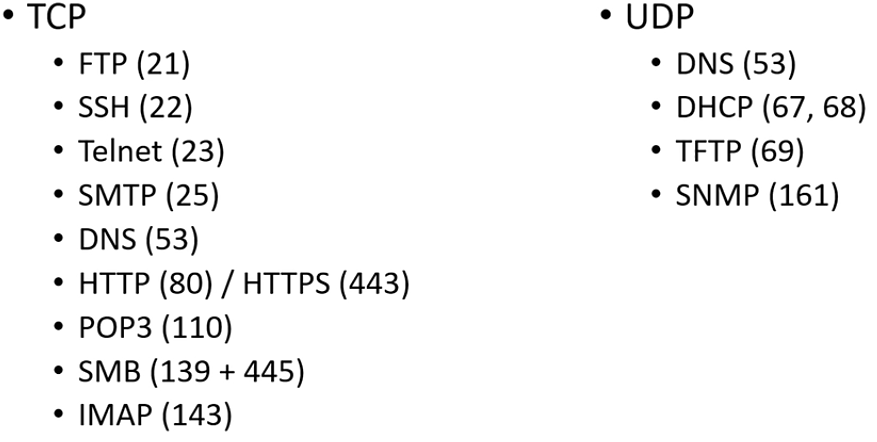 • TCP
• FTP (21)
• SSH (22)
• Telnet (23)
• SMTP (25)
• DNS (53)
• HTTP (80) / HTTPS (443)
• POP3 (110)
• SMB (139 + 445)
• IMAP (143)
• UDP
• DNS (53)
• DHCP (67, 68)
• TFTP (69)
• SNMP (161)